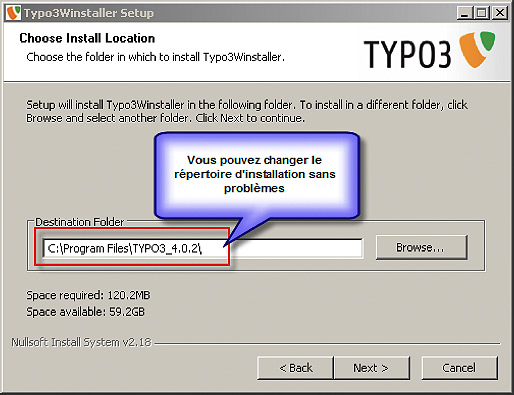 Typo3Winstaller Setup
Choose Install Location
Choose the folder in which to install Typo3Winstaller.
TYPO3
Setup will install Typo3Winstaller in the following folder. To install in a different folder, click
Browse and select another folder. Click Next to continue.
Vous pouvez changer le
répertoire d'installation sans
problèmes
Destination Folder
C:\Program Files\TYPO3_4.0.2\
Browse...
Space required: 120.2MB
Space available: 59.2GB
Nullsoft Install System v2.18
< Back
Next >
Cancel